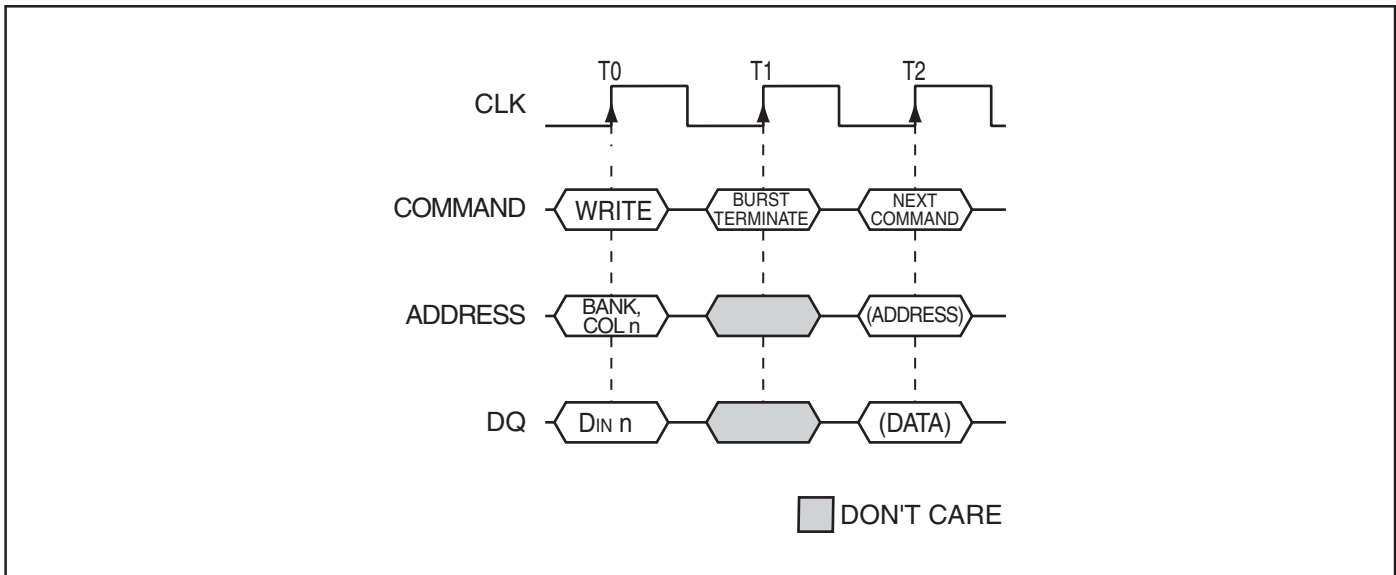 T0 T1 T2
CLK
COMMAND WRITE BURST TERMINATE NEXT COMMAND
ADDRESS BANK, COL n (ADDRESS)
DQ DIN n (DATA)
DON'T CARE